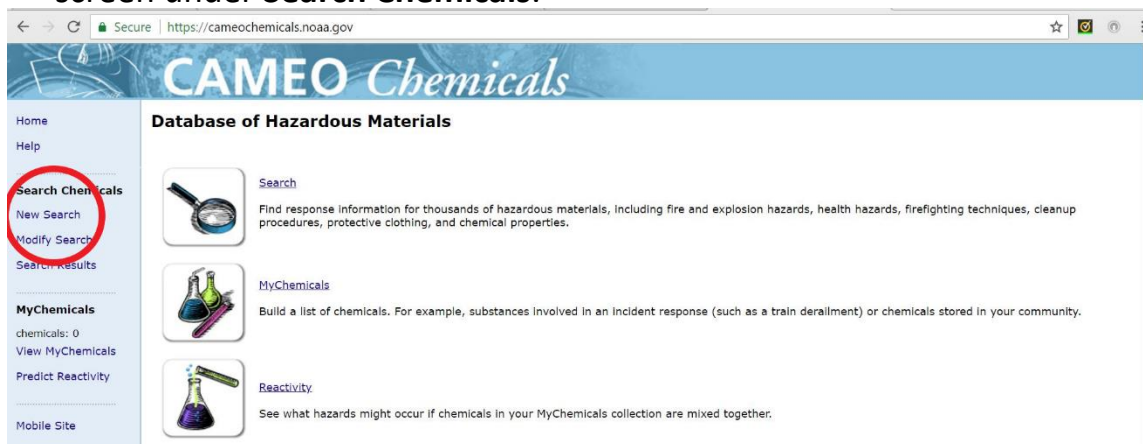 screen under Search Chemicals.
Secure | https://cameochemicals.noaa.gov
CAMEO Chemicals
Home
Help
Search Chemicals
New Search
Modify Search
Search Results
MyChemicals
chemicals: 0
View MyChemicals
Predict Reactivity
Mobile Site
Database of Hazardous Materials
Search
Find response information for thousands of hazardous materials, including fire and explosion hazards, health hazards, firefighting techniques, cleanup
procedures, protective clothing, and chemical properties.
MyChemicals
Build a list of chemicals. For example, substances involved in an incident response (such as a train derailment) or chemicals stored in your community.
Reactivity
See what hazards might occur if chemicals in your MyChemicals collection are mixed together.